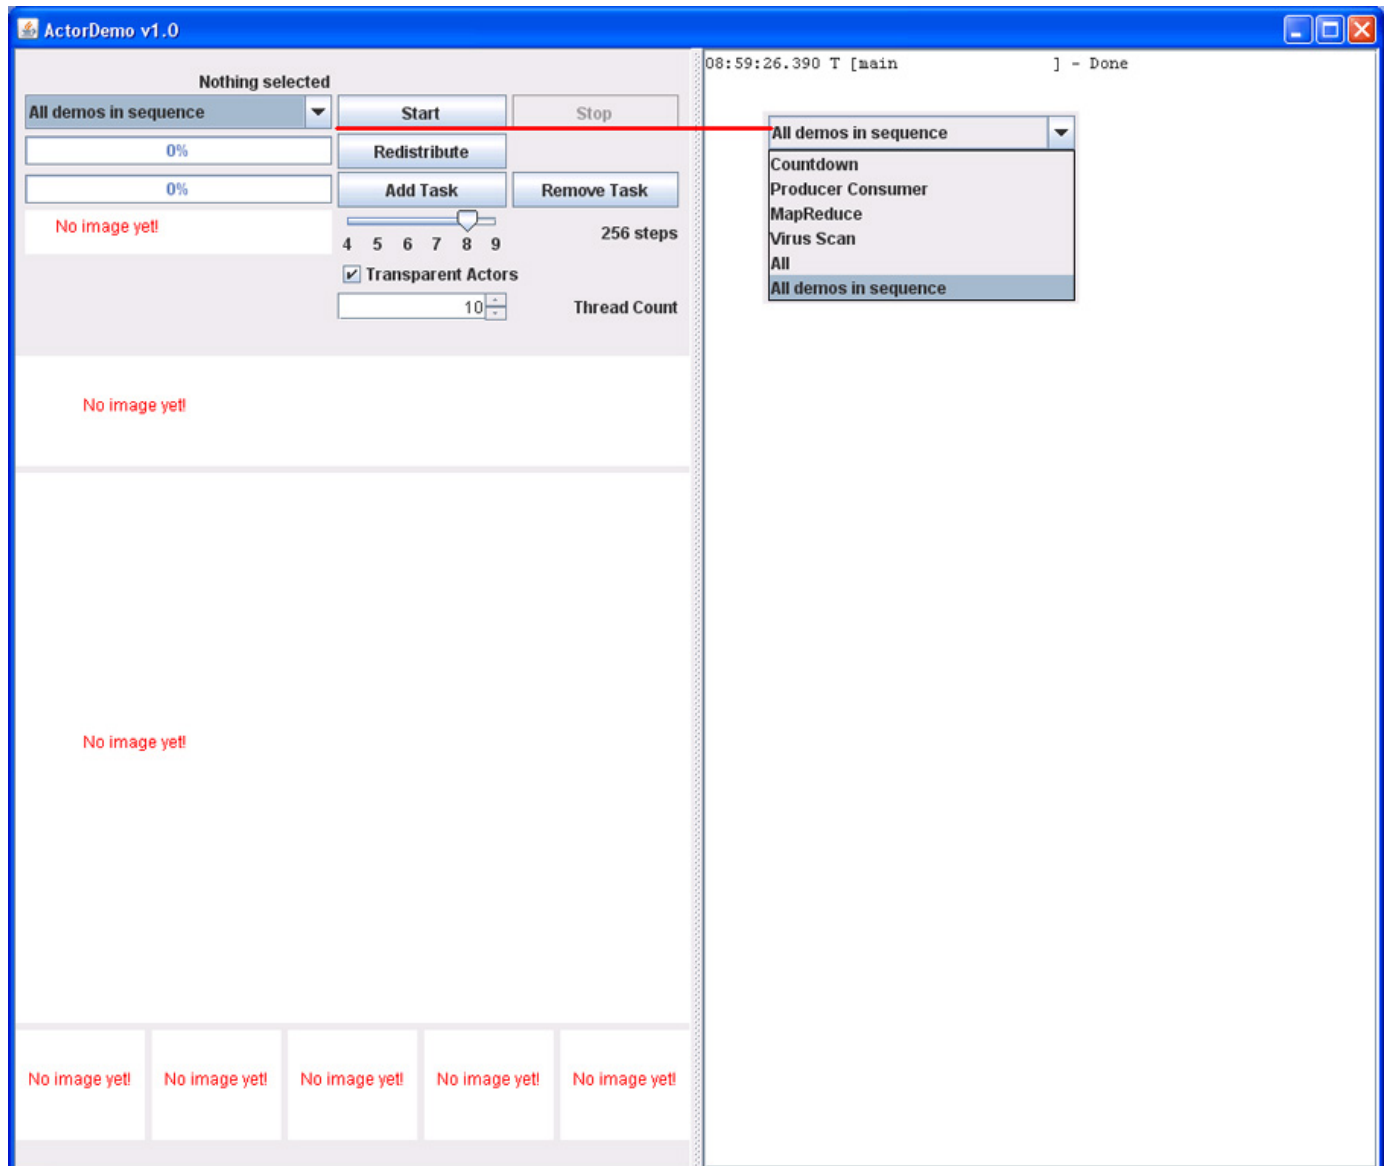 ActorDemo v1.0
Nothing selected
All demos in sequence
Start
Stop
0%
Redistribute
0%
Add Task
Remove Task
No image yet!
4 5 6 7 8 9
256 steps
Transparent Actors
10
Thread Count
No image yet!
No image yet!
No image yet!
No image yet!
No image yet!
No image yet!
No image yet!
08:59:26.390 T [main ] - Done
All demos in sequence
Countdown
Producer Consumer
MapReduce
Virus Scan
All
All demos in sequence